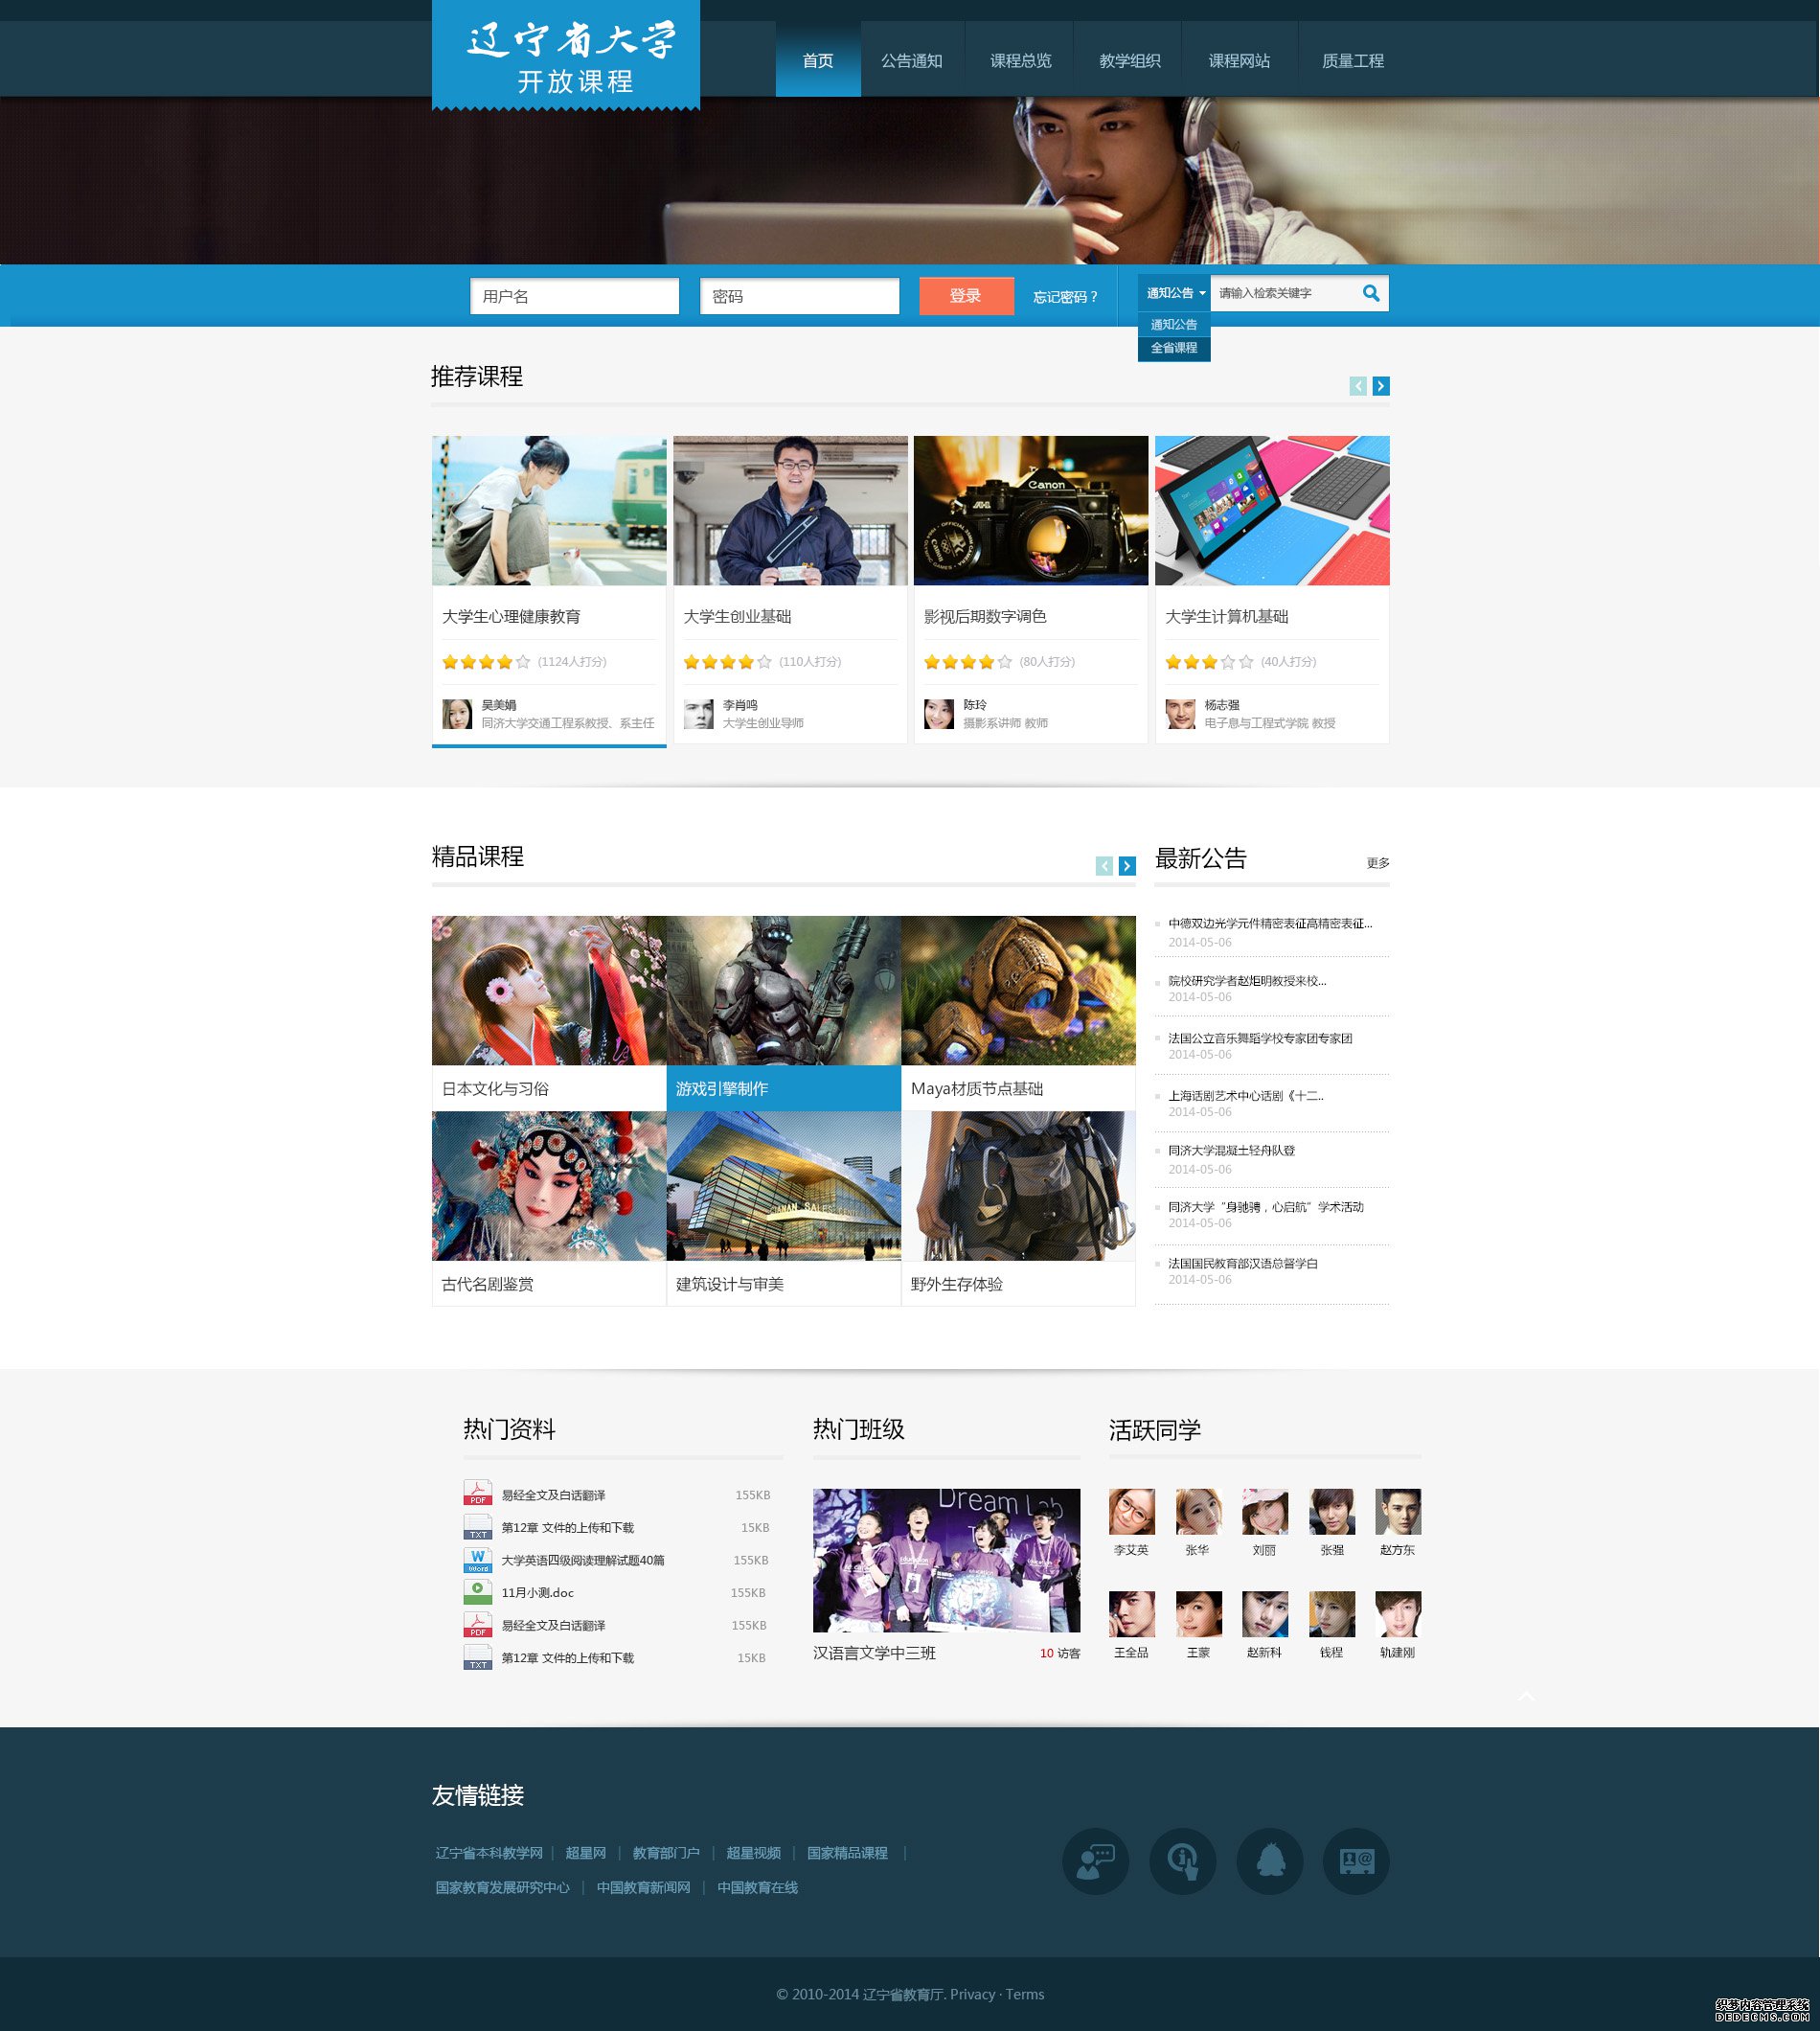 辽宁省大学
开放课程
首页
公告通知
课程总览
教学组织
课程网站
质量工程
用户名
密码
登录
忘记密码？
通知公告
请输入检索关键字
通知公告
全省课程
推荐课程
Canon
大学生心理健康教育
大学生创业基础
影视后期数字调色
大学生计算机基础
(1124人打分)
(110人打分)
(80人打分)
(40人打分)
吴美娟
同济大学交通工程系教授、系主任
李肖鸣
大学生创业导师
陈玲
摄影系讲师 教师
杨志强
电子息与工程式学院 教授
精品课程
日本文化与习俗
游戏引擎制作
Maya材质节点基础
古代名剧鉴赏
建筑设计与审美
野外生存体验
最新公告
更多
中德双边光学元件精密表征高精密表征...
2014-05-06
院校研究学者赵炬明教授来校...
2014-05-06
法国公立音乐舞蹈学校专家团专家团
2014-05-06
上海话剧艺术中心话剧《十二..
2014-05-06
同济大学混凝土轻舟队登
2014-05-06
同济大学“身驰骋，心启航”学术活动
2014-05-06
法国国民教育部汉语总督学白
2014-05-06
热门资料
PDF 易经全文及白话翻译 155KB
TXT 第12章 文件的上传和下载 15KB
Word 大学英语四级阅读理解试题40篇 155KB
11月小测.doc 155KB
PDF 易经全文及白话翻译 155KB
TXT 第12章 文件的上传和下载 15KB
热门班级
Dream Lab
汉语言文学中三班
10 访客
活跃同学
李艾英
张华
刘丽
张强
赵方东
王全品
王蒙
赵新科
钱程
轨建刚
友情链接
辽宁省本科教学网 | 超星网 | 教育部门户 | 超星视频 | 国家精品课程 |
国家教育发展研究中心 | 中国教育新闻网 | 中国教育在线
© 2010-2014 辽宁省教育厅. Privacy · Terms
织梦内容管理系统
DEDECMS.COM